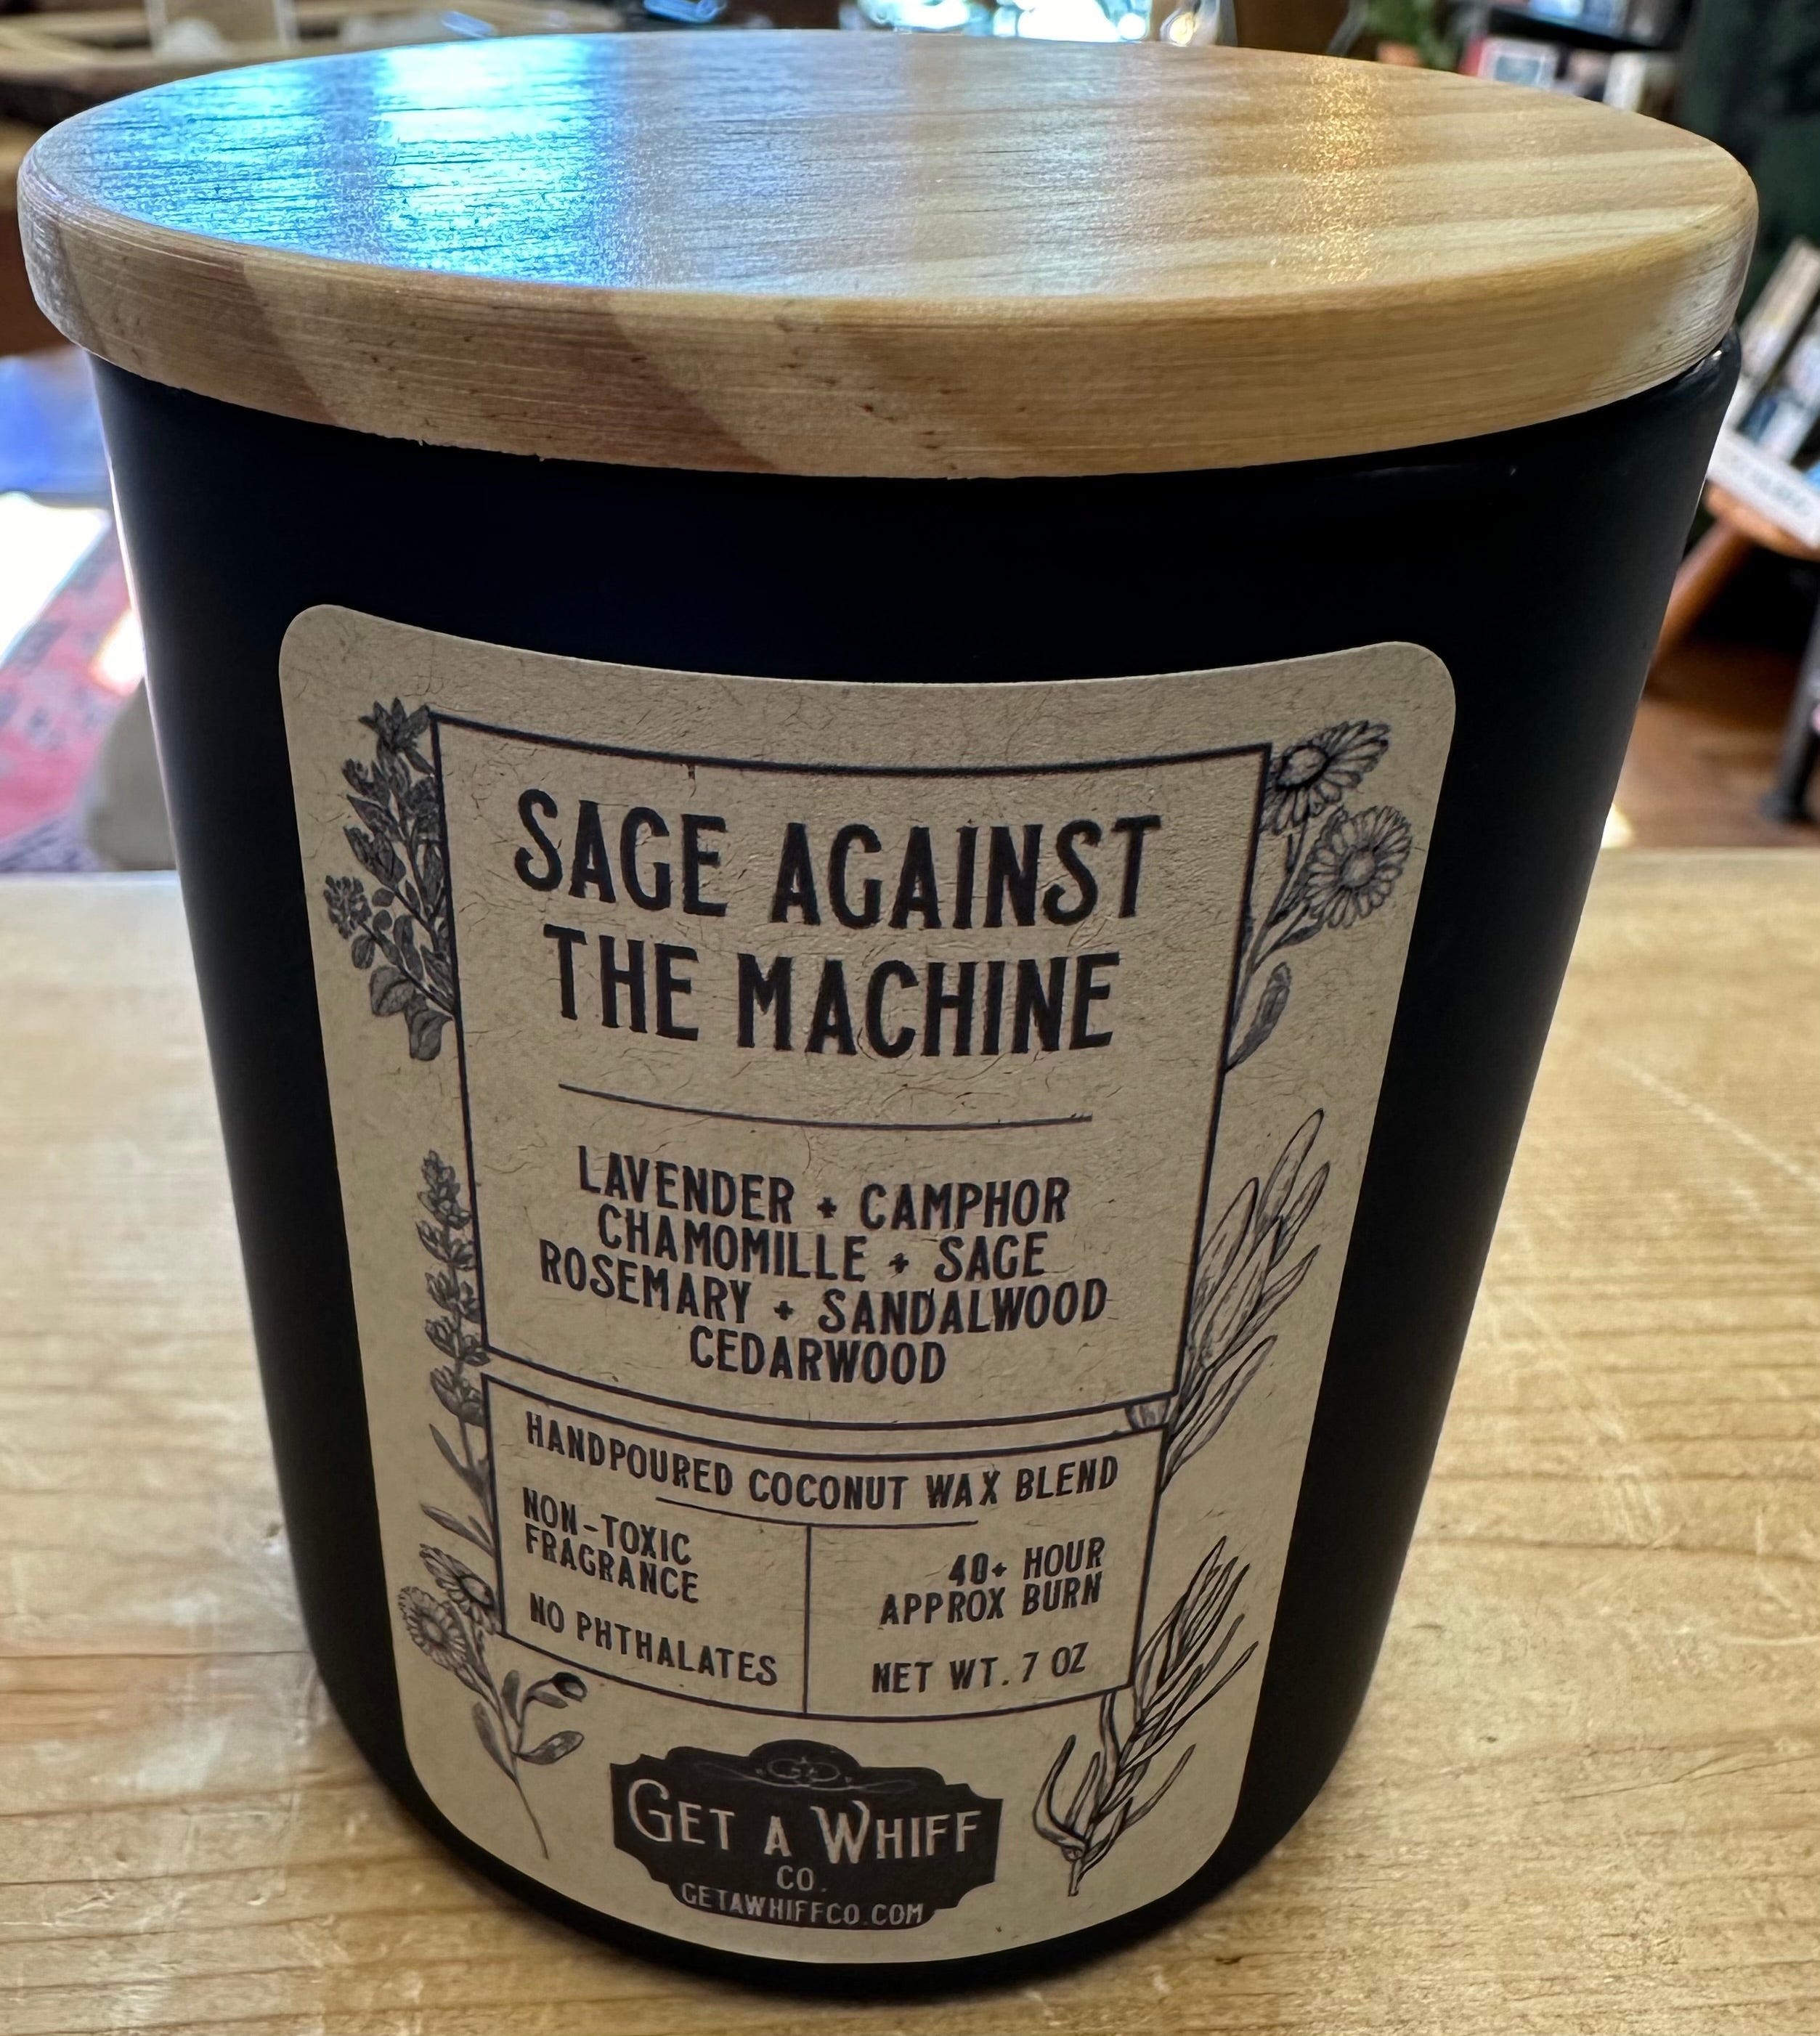 SAGE AGAINST
THE MACHINE
LAVENDER + CAMPHOR
CHAMOMILLE + SAGE
ROSEMARY + SANDALWOOD
CEDARWOOD
HANDPOURED COCONUT WAX BLEND
NON-TOXIC
FRAGRANCE
NO PHTHALATES
40+ HOUR
APPROX BURN
NET WT. 7 OZ
GET A WHIFF
CO.
GETAWHIFFCO.COM